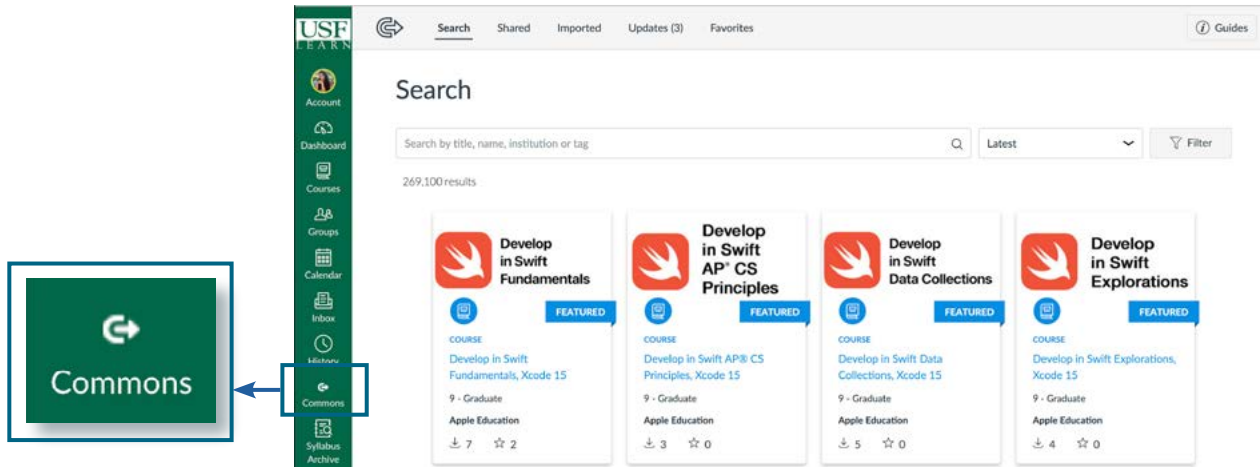 USF
LEARN
Search Shared Imported Updates (3) Favorites
Guides
Account
Dashboard
Courses
Groups
Calendar
Inbox
History
Commons
Syllabus
Archive
Commons
Search
Search by title, name, institution or tag
Latest
Filter
269,100 results
Develop
in Swift
Fundamentals
FEATURED
COURSE
Develop in Swift
Fundamentals, Xcode 15
9 - Graduate
Apple Education
7 2
Develop
in Swift
AP® CS
Principles
FEATURED
COURSE
Develop in Swift AP® CS
Principles, Xcode 15
9 - Graduate
Apple Education
3 0
Develop
in Swift
Data Collections
FEATURED
COURSE
Develop in Swift Data
Collections, Xcode 15
9 - Graduate
Apple Education
5 0
Develop
in Swift
Explorations
FEATURED
COURSE
Develop in Swift Explorations,
Xcode 15
9 - Graduate
Apple Education
4 0